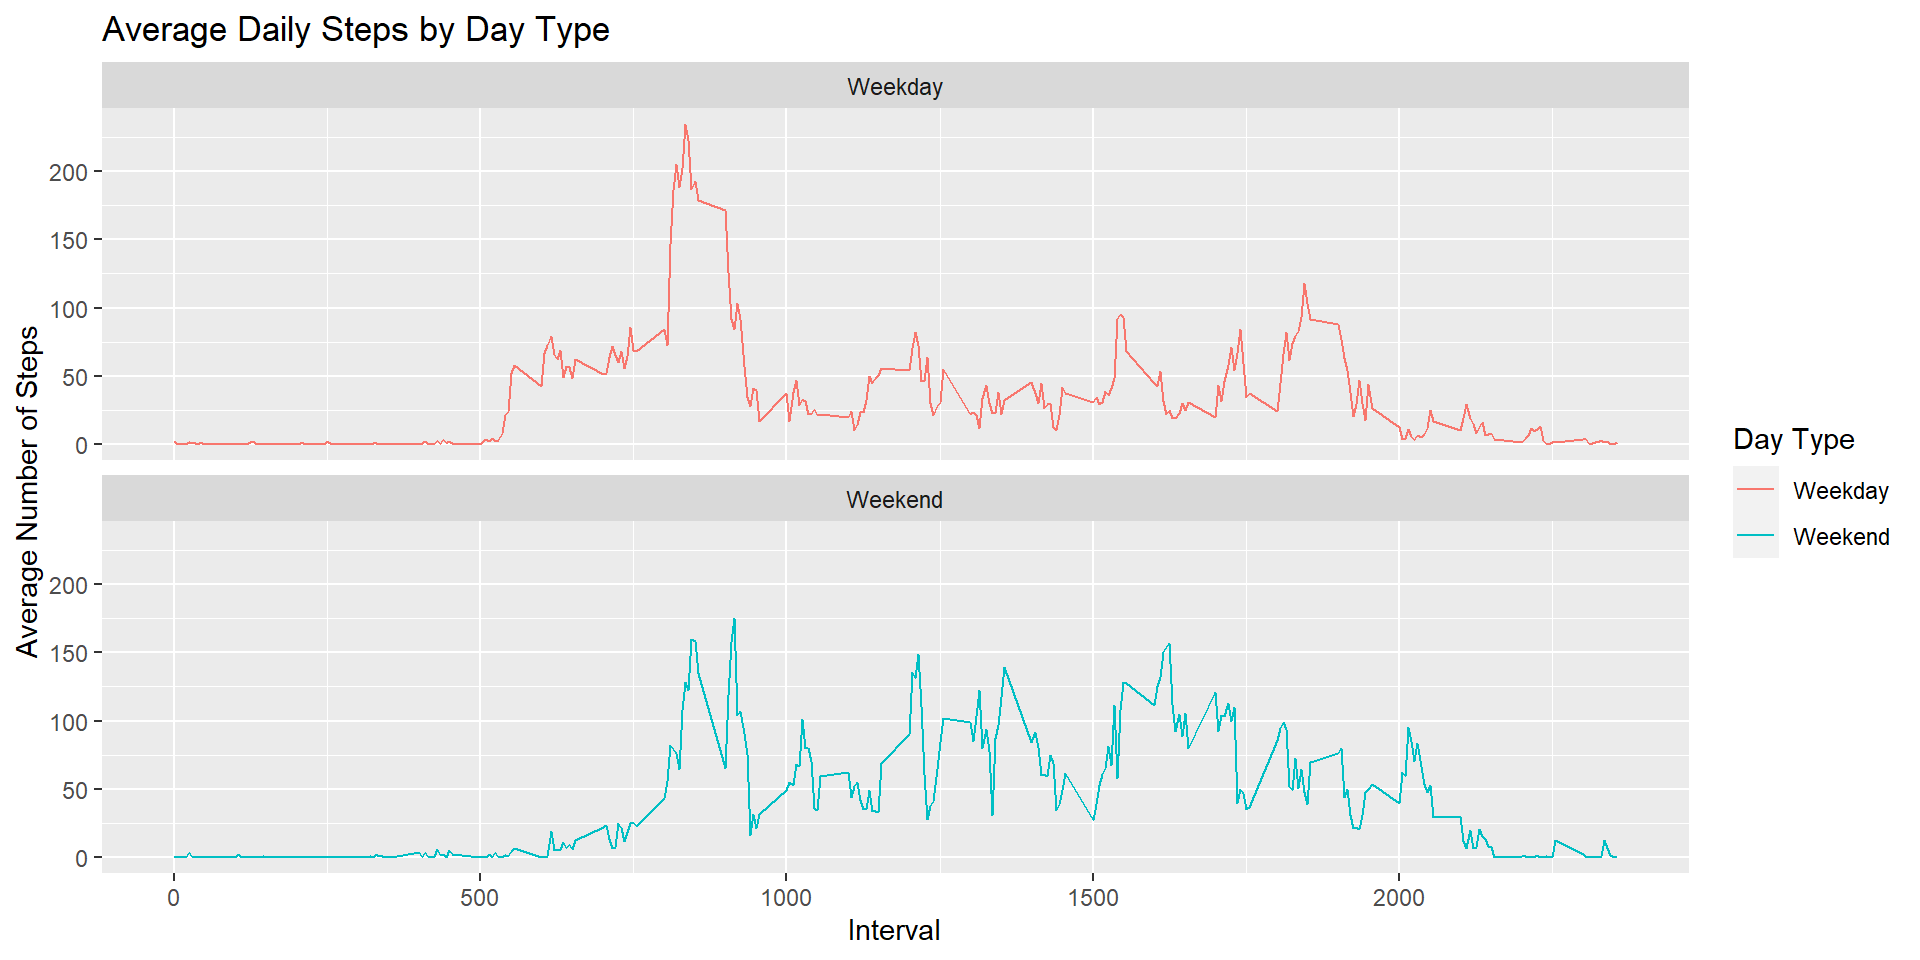 Average Daily Steps by Day Type
Weekday
200
150
100
50
0
Weekend
200
150
100
50
0
0 500 1000 1500 2000
Interval
Average Number of Steps
Day Type
Weekday
Weekend